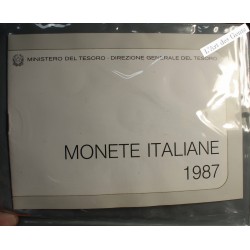 MINISTERO DEL TESORO - DIREZIONE GENERALE DEL TESORO
MONETE ITALIANE
1987